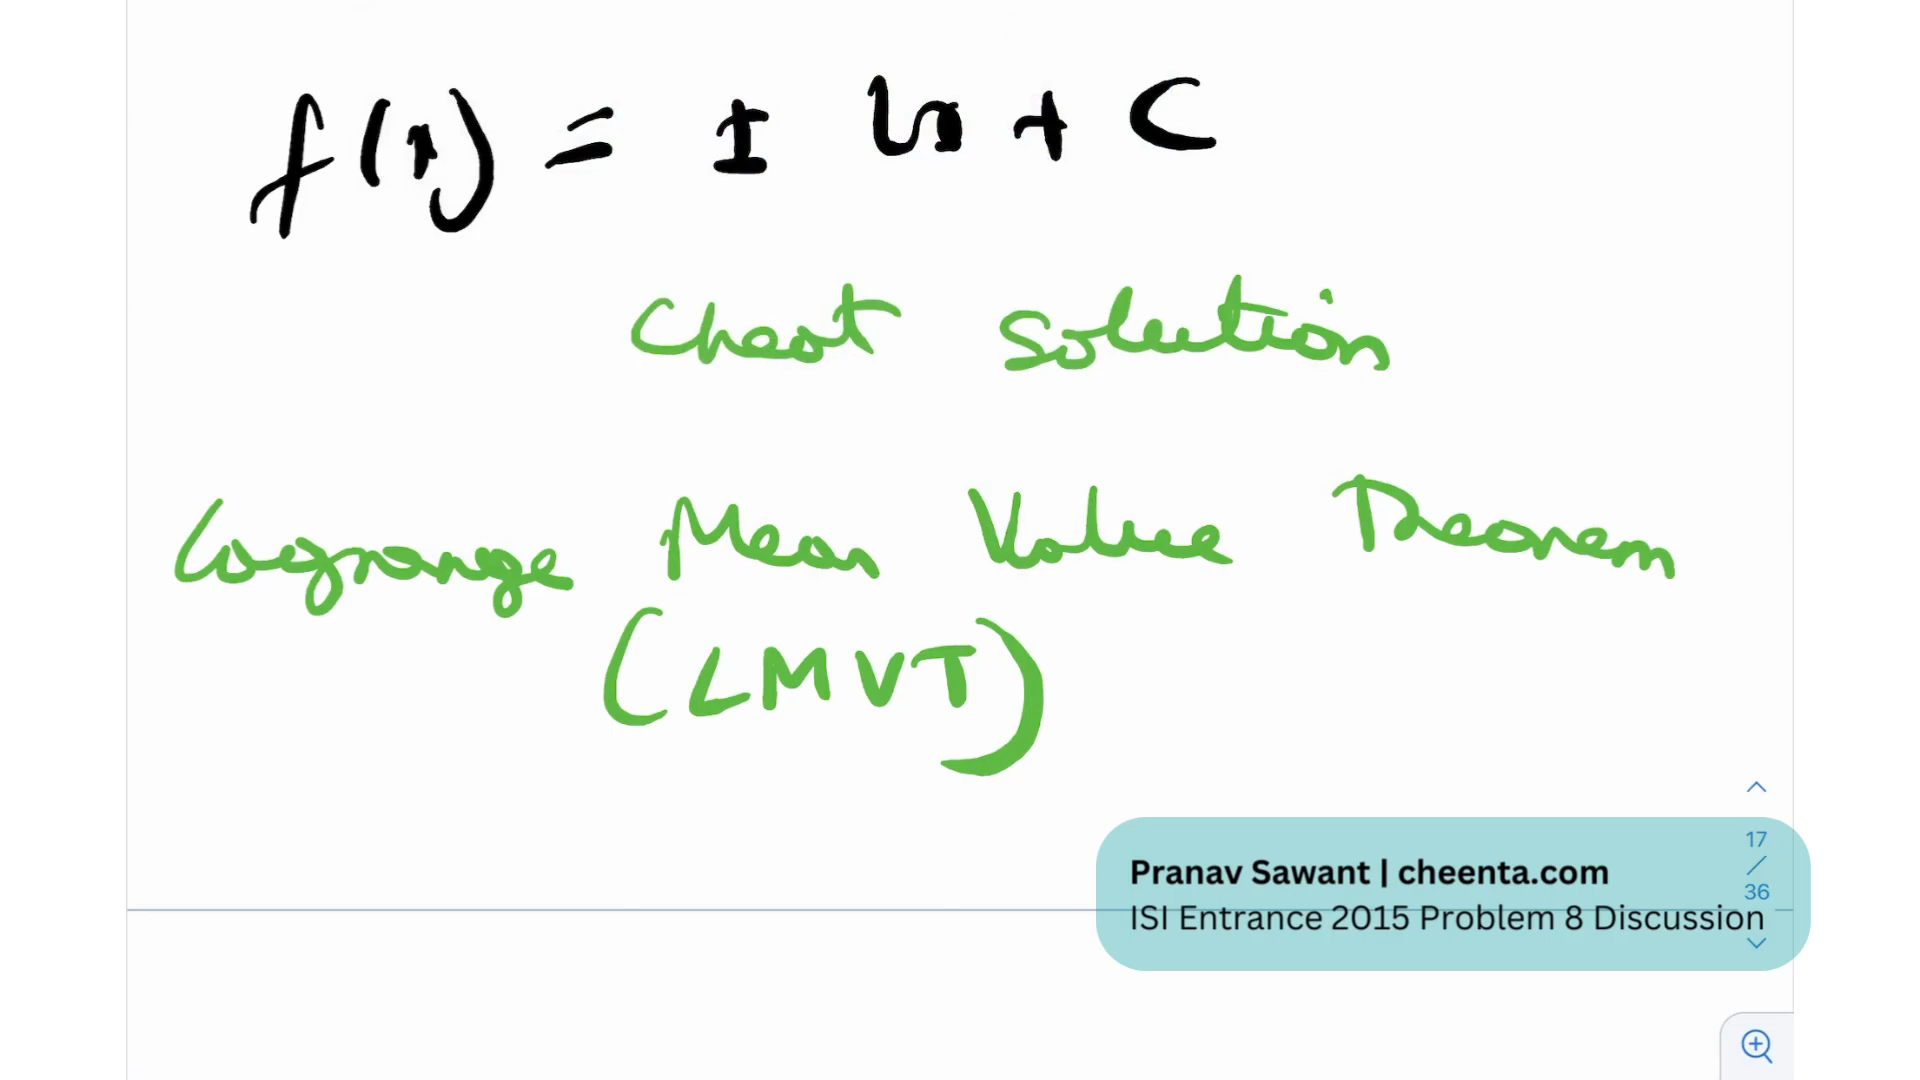 f(x) = ± x + C
Cheat Solution
Lagrange Mean Value Theorem
(LMVT)
17
/
36
Pranav Sawant | cheenta.com
ISI Entrance 2015 Problem 8 Discussion